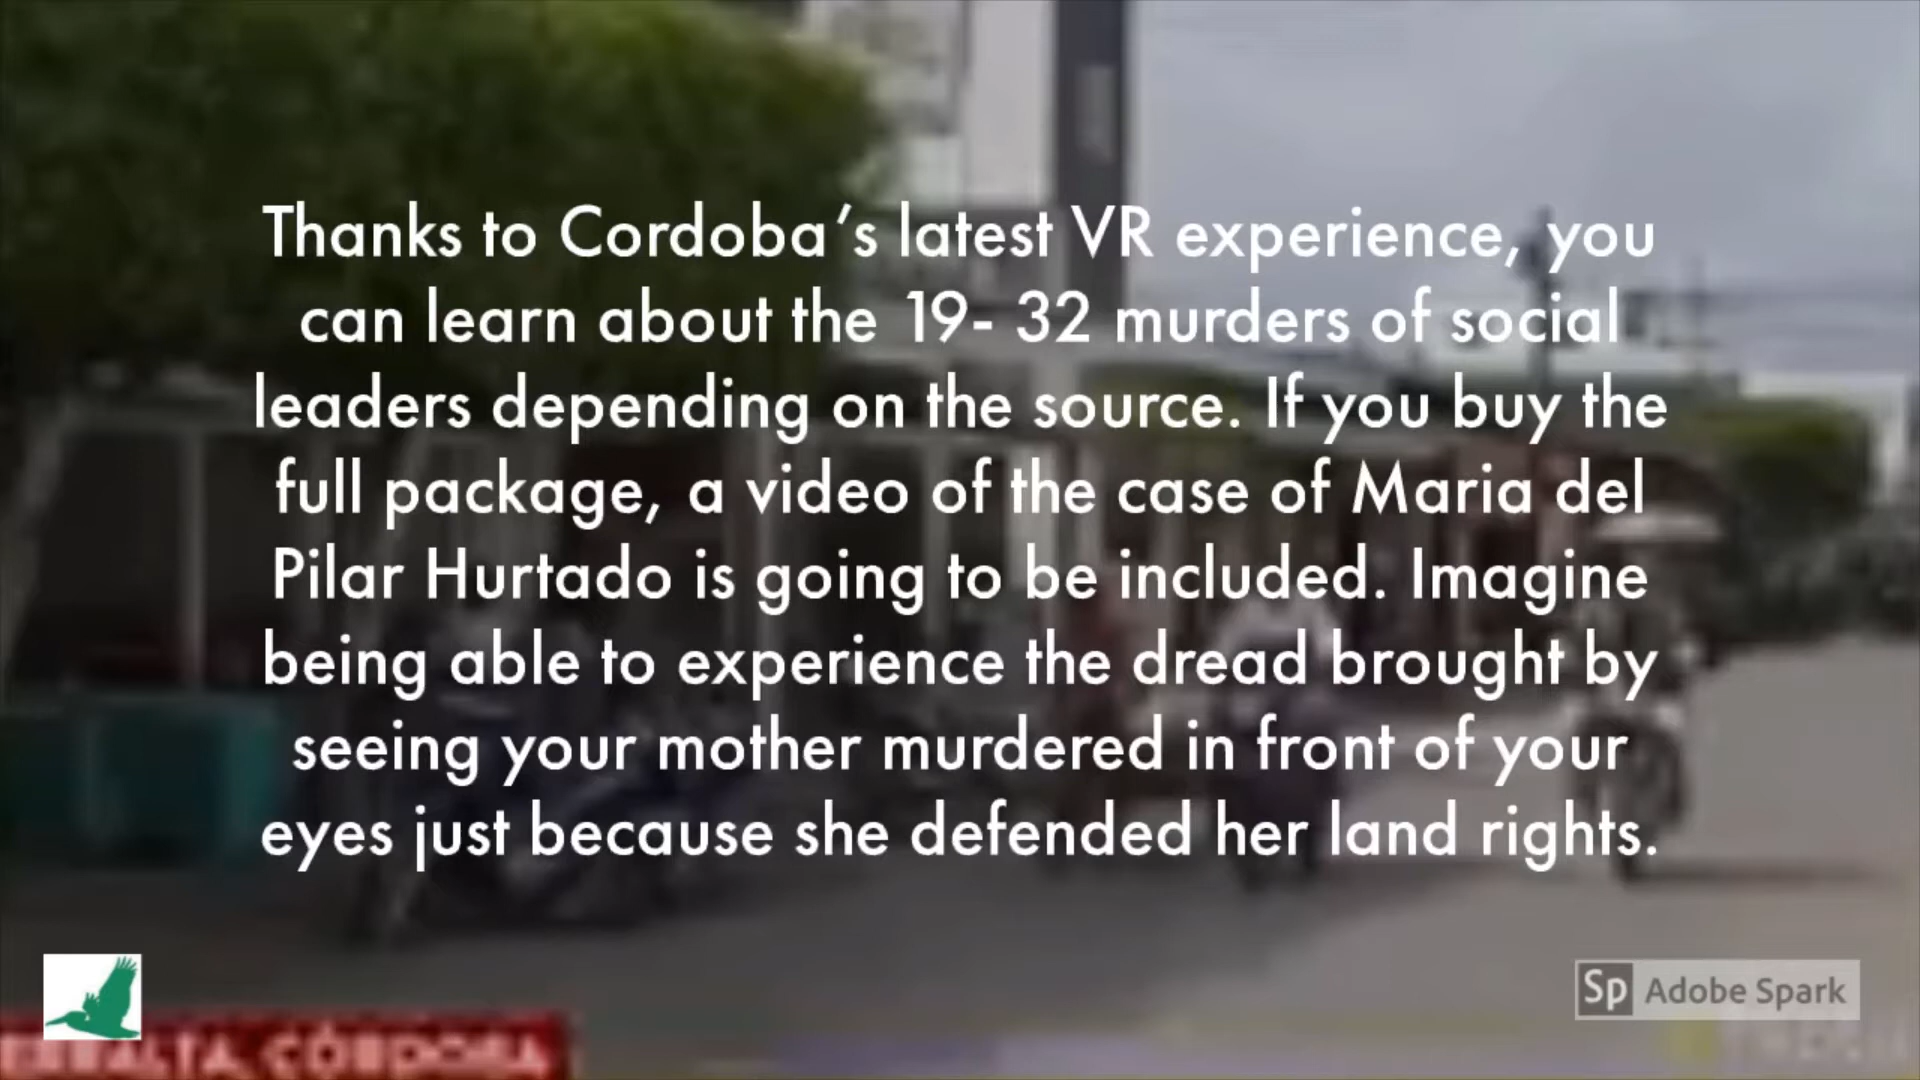 Thanks to Cordoba's latest VR experience, you
can learn about the 19- 32 murders of social
leaders depending on the source. If you buy the
full package, a video of the case of Maria del
Pilar Hurtado is going to be included. Imagine
being able to experience the dread brought by
seeing your mother murdered in front of your
eyes just because she defended her land rights.
Sp Adobe Spark
CÓRDOBA